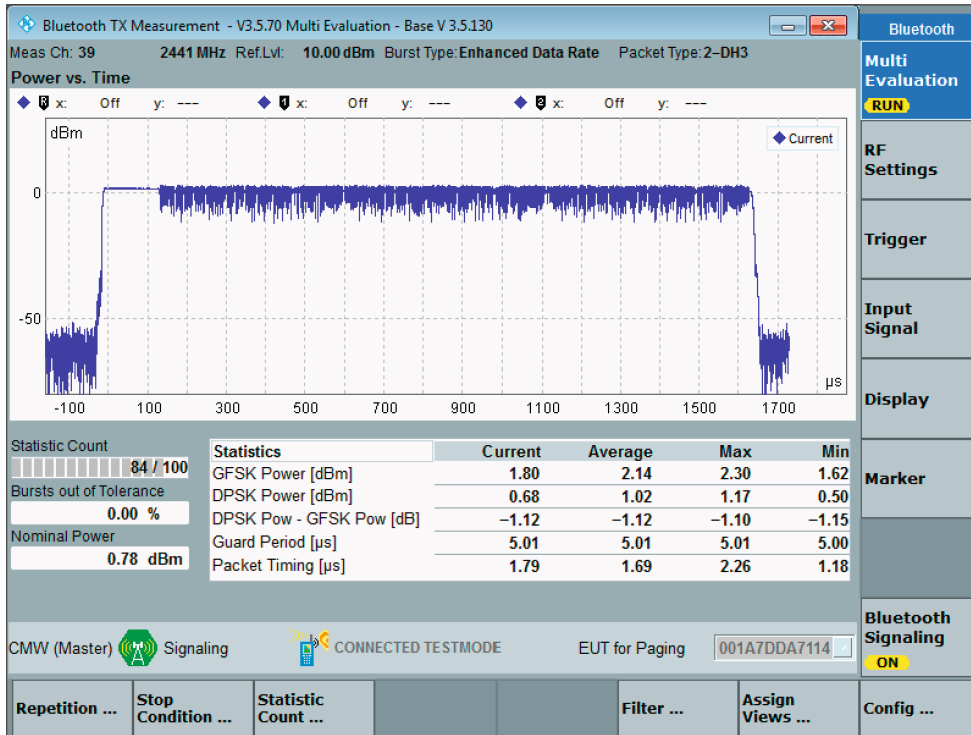 Bluetooth TX Measurement - V3.5.70 Multi Evaluation - Base V 3.5.130
Bluetooth
Meas Ch: 39 2441 MHz Ref.Lvl: 10.00 dBm Burst Type: Enhanced Data Rate Packet Type: 2-DH3
Power vs. Time
R x: Off y: --- 1 x: Off y: --- 2 x: Off y: ---
dBm
Current
0
-50
µs
-100 100 300 500 700 900 1100 1300 1500 1700
Statistic Count
84 / 100
Bursts out of Tolerance
0.00 %
Nominal Power
0.78 dBm
Statistics Current Average Max Min
GFSK Power [dBm] 1.80 2.14 2.30 1.62
DPSK Power [dBm] 0.68 1.02 1.17 0.50
DPSK Pow - GFSK Pow [dB] −1.12 −1.12 −1.10 −1.15
Guard Period [µs] 5.01 5.01 5.01 5.00
Packet Timing [µs] 1.79 1.69 2.26 1.18
CMW (Master) Signaling CONNECTED TESTMODE EUT for Paging 001A7DDA7114
Multi
Evaluation
RUN
RF
Settings
Trigger
Input
Signal
Display
Marker
Bluetooth
Signaling
ON
Repetition ...
Stop
Condition ...
Statistic
Count ...
Filter ...
Assign
Views ...
Config ...